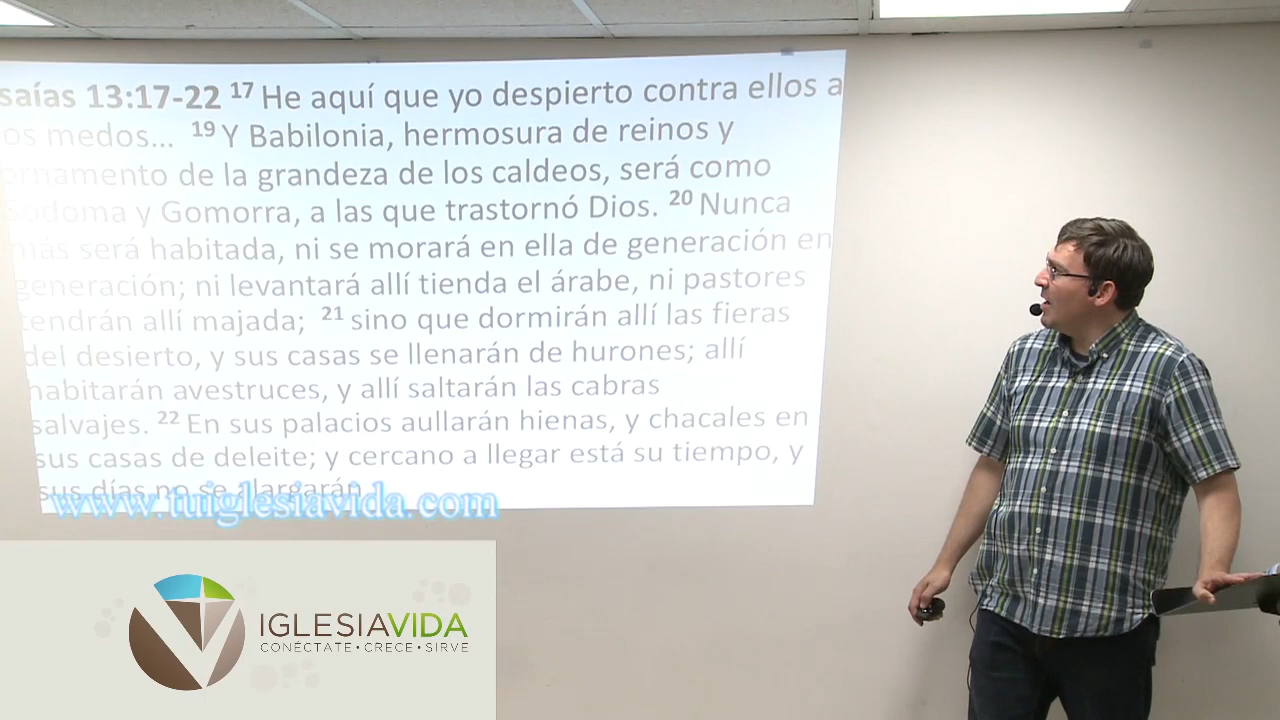 saías 13:17-22 17 He aquí que yo despierto contra ellos a
os medos... 19 Y Babilonia, hermosura de reinos y
ornamento de la grandeza de los caldeos, será como
Sodoma y Gomorra, a las que trastornó Dios. 20 Nunca
más será habitada, ni se morará en ella de generación en
generación; ni levantará allí tienda el árabe, ni pastores
tendrán allí majada; 21 sino que dormirán allí las fieras
del desierto, y sus casas se llenarán de hurones; allí
habitarán avestruces, y allí saltarán las cabras
salvajes. 22 En sus palacios aullarán hienas, y chacales en
sus casas de deleite; y cercano a llegar está su tiempo, y
sus días no se alargarán
www.tuiglesiavida.com
IGLESIAVIDA
CONÉCTATE • CRECE • SIRVE